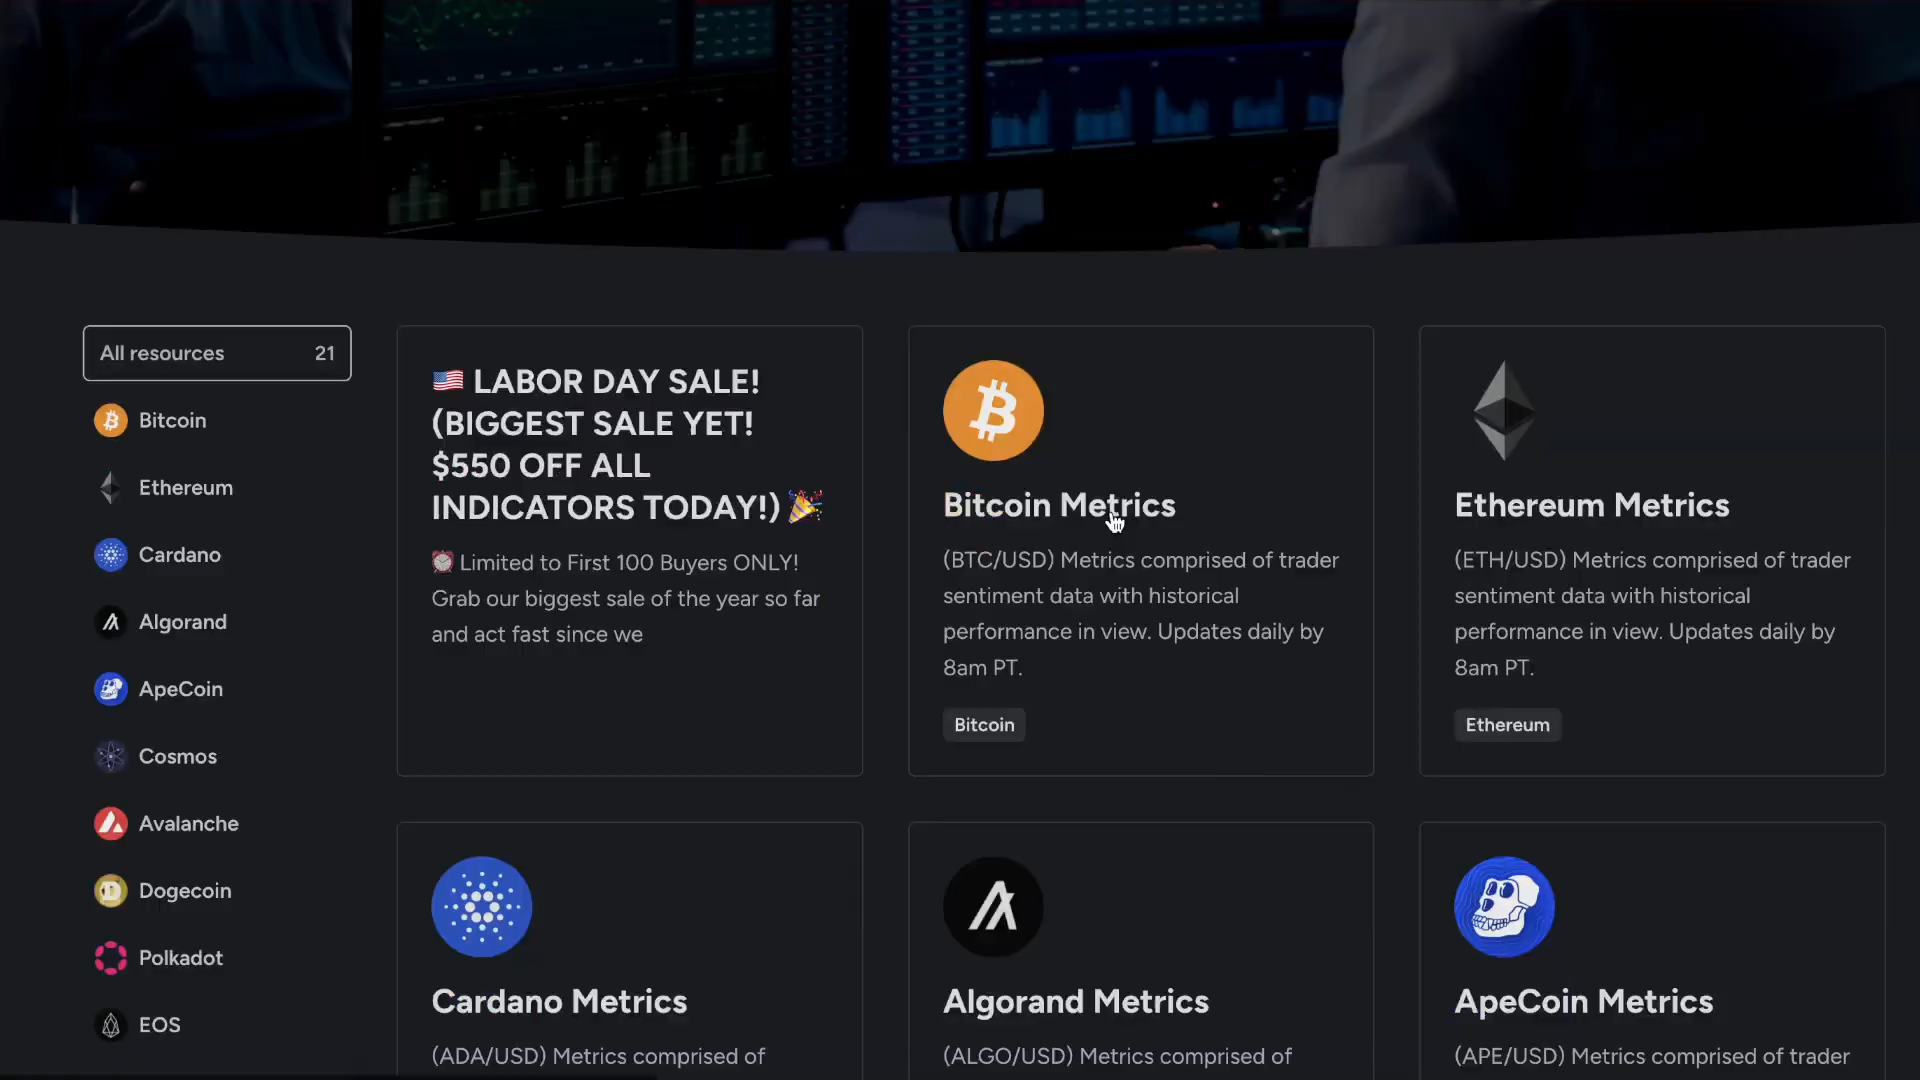 All resources 21
Bitcoin
Ethereum
Cardano
Algorand
ApeCoin
Cosmos
Avalanche
Dogecoin
Polkadot
EOS
🇺🇸 LABOR DAY SALE!
(BIGGEST SALE YET!
$550 OFF ALL
INDICATORS TODAY!) 🎉
⏰ Limited to First 100 Buyers ONLY!
Grab our biggest sale of the year so far
and act fast since we
Bitcoin Metrics
(BTC/USD) Metrics comprised of trader
sentiment data with historical
performance in view. Updates daily by
8am PT.
Bitcoin
Ethereum Metrics
(ETH/USD) Metrics comprised of trader
sentiment data with historical
performance in view. Updates daily by
8am PT.
Ethereum
Cardano Metrics
(ADA/USD) Metrics comprised of
Algorand Metrics
(ALGO/USD) Metrics comprised of
ApeCoin Metrics
(APE/USD) Metrics comprised of trader